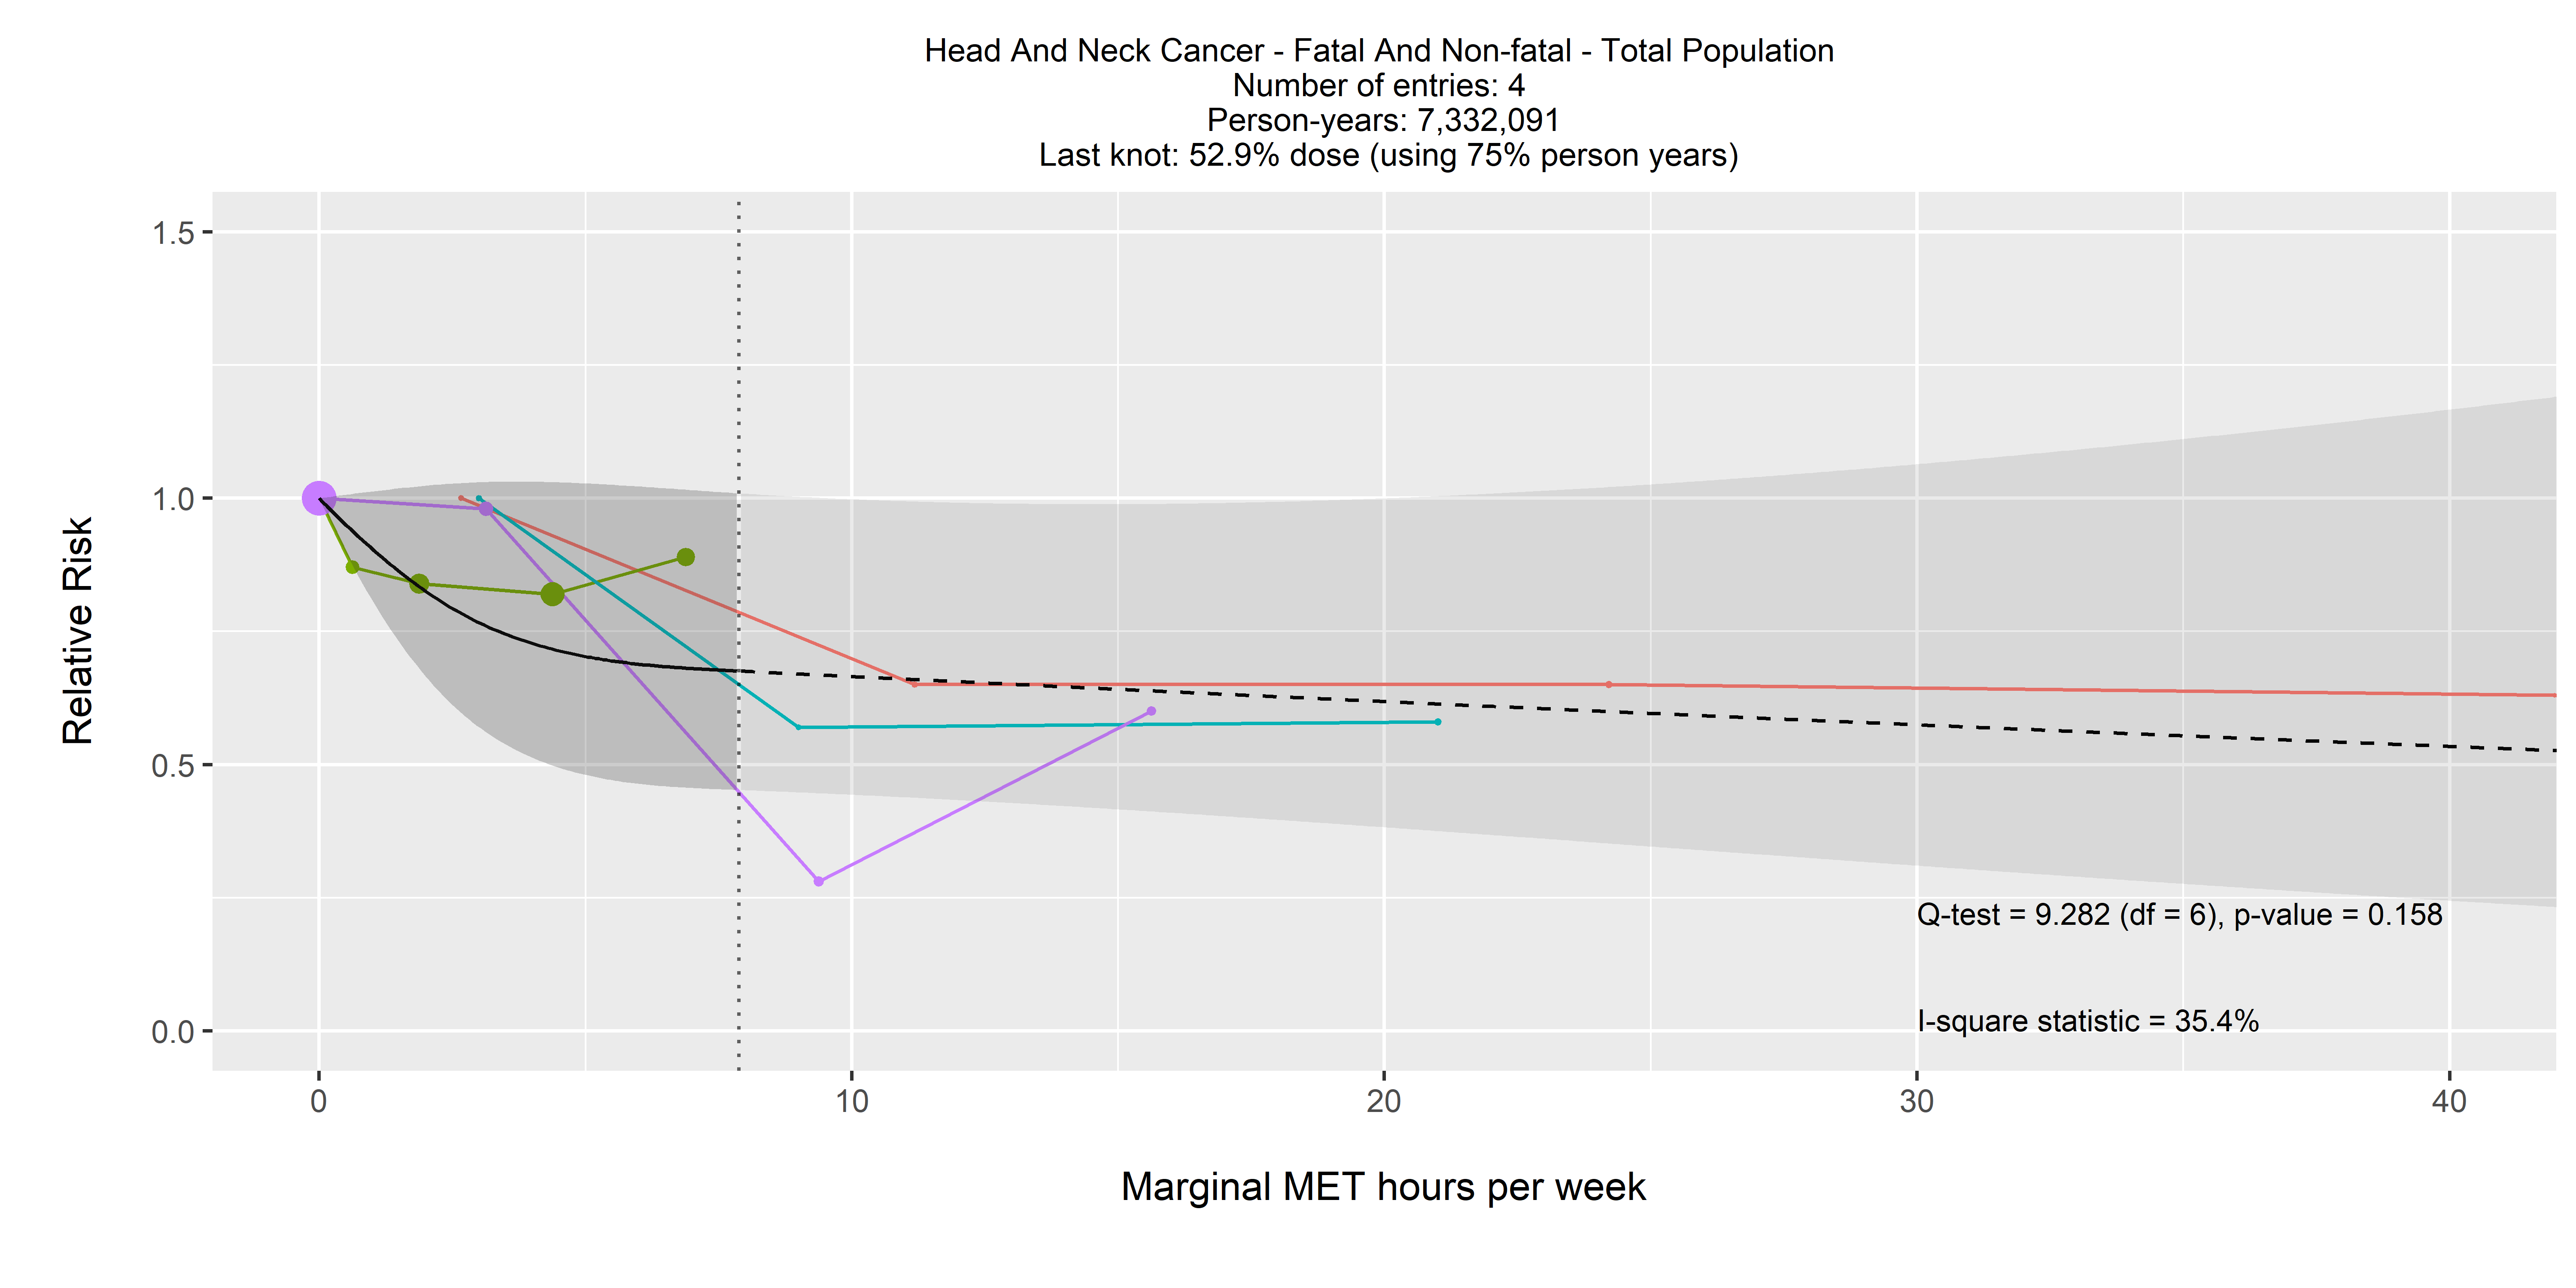 Head And Neck Cancer - Fatal And Non-fatal - Total Population
Number of entries: 4
Person-years: 7,332,091
Last knot: 52.9% dose (using 75% person years)
1.5
1.0
0.5
0.0
Relative Risk
Q-test = 9.282 (df = 6), p-value = 0.158
I-square statistic = 35.4%
0 10 20 30 40
Marginal MET hours per week